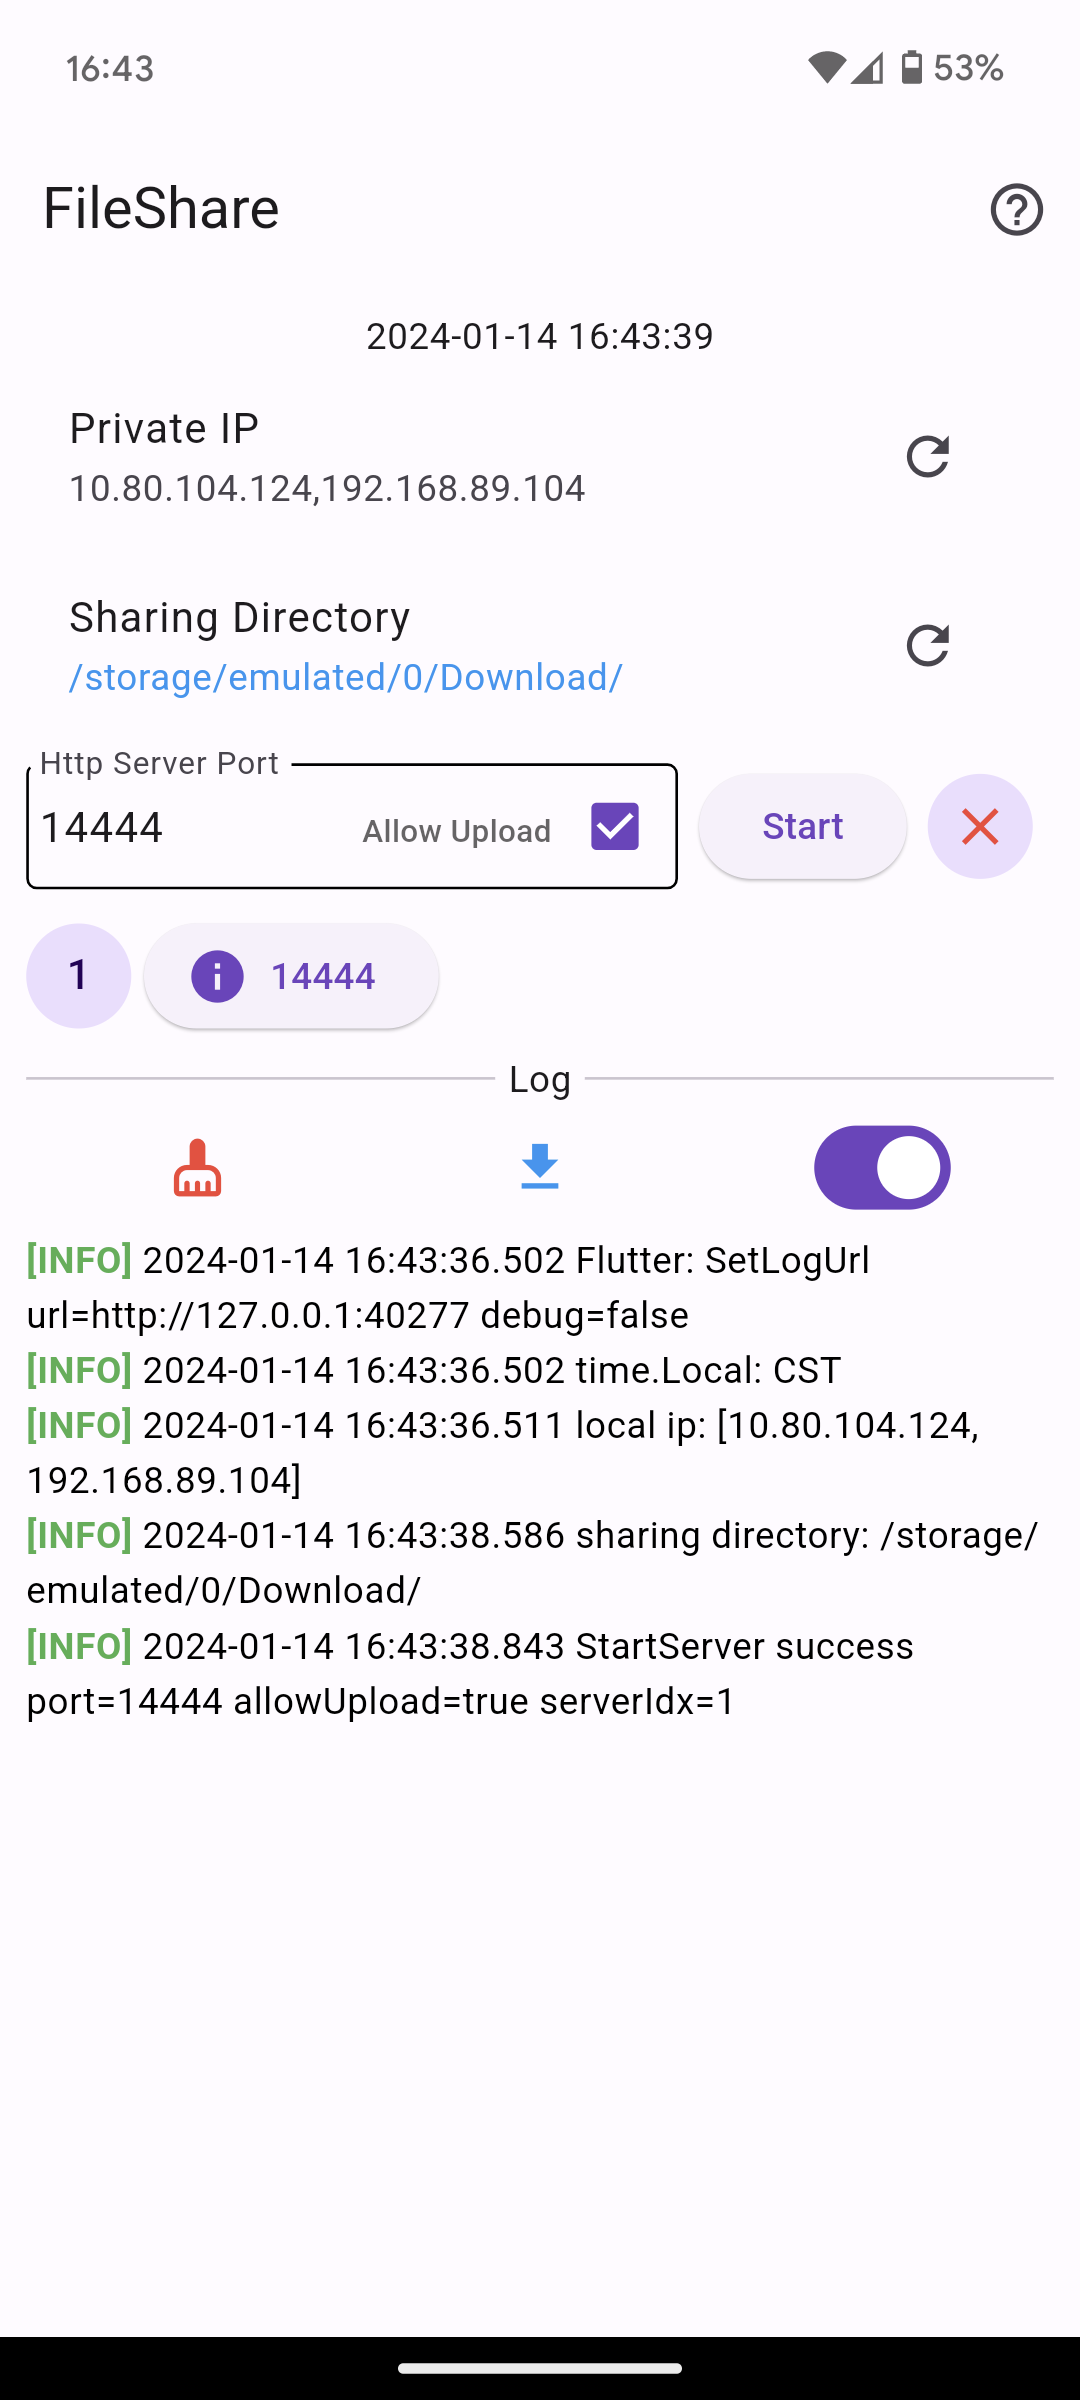 16:43
53%
FileShare
2024-01-14 16:43:39
Private IP
10.80.104.124,192.168.89.104
Sharing Directory
/storage/emulated/0/Download/
Http Server Port
14444
Allow Upload
Start
1
14444
Log
[INFO] 2024-01-14 16:43:36.502 Flutter: SetLogUrl
url=http://127.0.0.1:40277 debug=false
[INFO] 2024-01-14 16:43:36.502 time.Local: CST
[INFO] 2024-01-14 16:43:36.511 local ip: [10.80.104.124,
192.168.89.104]
[INFO] 2024-01-14 16:43:38.586 sharing directory: /storage/
emulated/0/Download/
[INFO] 2024-01-14 16:43:38.843 StartServer success
port=14444 allowUpload=true serverIdx=1